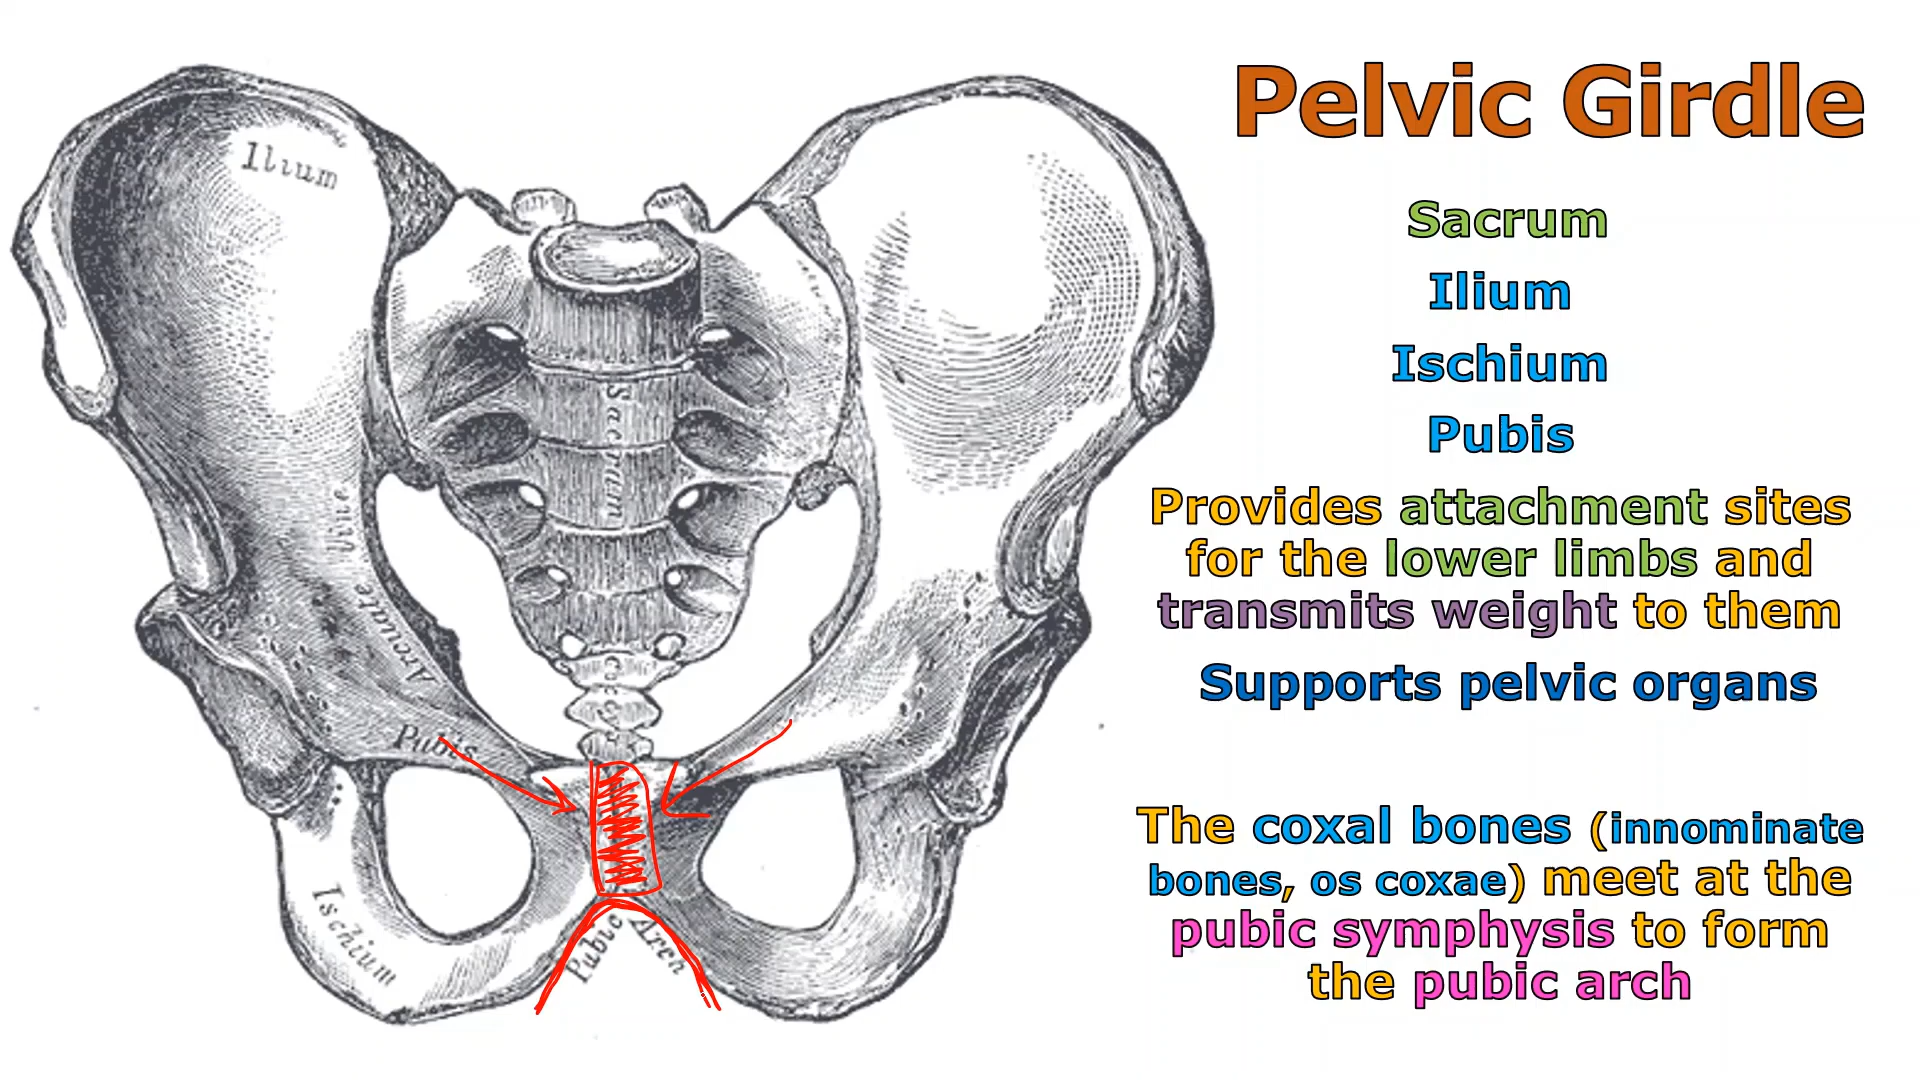 Pelvic Girdle
Sacrum
Ilium
Ischium
Pubis
Provides attachment sites
for the lower limbs and
transmits weight to them
Supports pelvic organs
The coxal bones (innominate
bones, os coxae) meet at the
pubic symphysis to form
the pubic arch
Ilium
Sacrum
Arcuate line
Pubis
Ischium
Pubic Arch